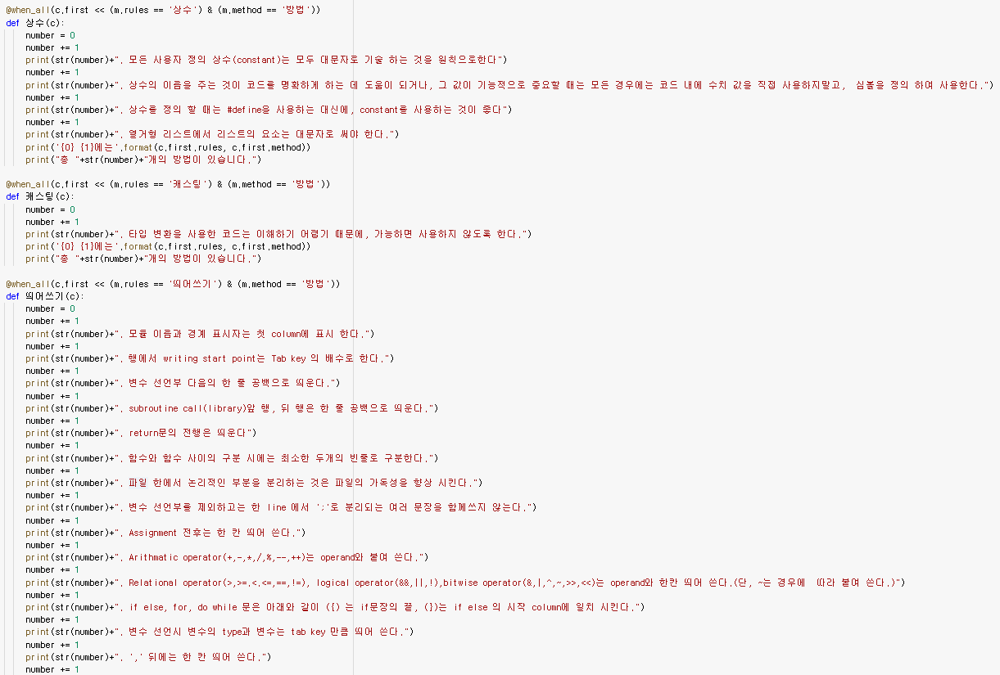 @when_all(c.first << (m.rules == '상수') & (m.method == '방법'))
def 상수(c):
    number = 0
    number += 1
    print(str(number)+". 모든 사용자 정의 상수(constant)는 모두 대문자로 기술 하는 것을 원칙으로한다")
    number += 1
    print(str(number)+". 상수의 이름을 주는 것이 코드를 명확하게 하는 데 도움이 되거나, 그 값이 기능적으로 중요할 때는 모든 경우에는 코드 내에 수치 값을 직접 사용하지말고,  심볼을 정의 하여 사용한다.")
    number += 1
    print(str(number)+". 상수를 정의 할 때는 #define을 사용하는 대신에, constant를 사용하는 것이 좋다")
    number += 1
    print(str(number)+". 열거형 리스트에서 리스트의 요소는 대문자로 써야 한다.")
    print('{0} {1}에는'.format(c.first.rules, c.first.method))
    print("총 "+str(number)+"개의 방법이 있습니다.")

@when_all(c.first << (m.rules == '캐스팅') & (m.method == '방법'))
def 캐스팅(c):
    number = 0
    number += 1
    print(str(number)+". 타입 변환을 사용한 코드는 이해하기 어렵기 때문에, 가능하면 사용하지 않도록 한다.")
    print('{0} {1}에는'.format(c.first.rules, c.first.method))
    print("총 "+str(number)+"개의 방법이 있습니다.")

@when_all(c.first << (m.rules == '띄어쓰기') & (m.method == '방법'))
def 띄어쓰기(c):
    number = 0
    number += 1
    print(str(number)+". 모듈 이름과 경계 표시자는 첫 column에 표시 한다.")
    number += 1
    print(str(number)+". 행에서 writing start point는 Tab key 의 배수로 한다.")
    number += 1
    print(str(number)+". 변수 선언부 다음의 한 줄 공백으로 띄운다.")
    number += 1
    print(str(number)+". subroutine call(library)앞 행, 뒤 행은 한 줄 공백으로 띄운다.")
    number += 1
    print(str(number)+". return문의 전행은 띄운다")
    number += 1
    print(str(number)+". 함수와 함수 사이의 구분 시에는 최소한 두개의 빈줄로 구분한다.")
    number += 1
    print(str(number)+". 파일 한에서 논리적인 부분을 분리하는 것은 파일의 가독성을 향상 시킨다.")
    number += 1
    print(str(number)+". 변수 선언부를 제외하고는 한 line 에서 ';'로 분리되는 여러 문장을 함께쓰지 않는다.")
    number += 1
    print(str(number)+". Assignment 전후는 한 칸 띄어 쓴다.")
    number += 1
    print(str(number)+". Arithmatic operator(+,-,*,/,%,--,++)는 operand와 붙여 쓴다.")
    number += 1
    print(str(number)+". Relational operator(>,>=.<.<=,==,!=), logical operator(&&,||,!),bitwise operator(&,|,^,~,>>,<<)는 operand와 한칸 띄어 쓴다.(단, ~는 경우에  따라 붙여 쓴다.)")
    number += 1
    print(str(number)+". if else, for, do while 문은 아래와 같이 ({) 는 if문장의 끝, (})는 if else 의 시작 column에 일치 시킨다.")
    number += 1
    print(str(number)+". 변수 선언시 변수의 type과 변수는 tab key 만큼 띄어 쓴다.")
    number += 1
    print(str(number)+". ',' 뒤에는 한 칸 띄어 쓴다.")
    number += 1